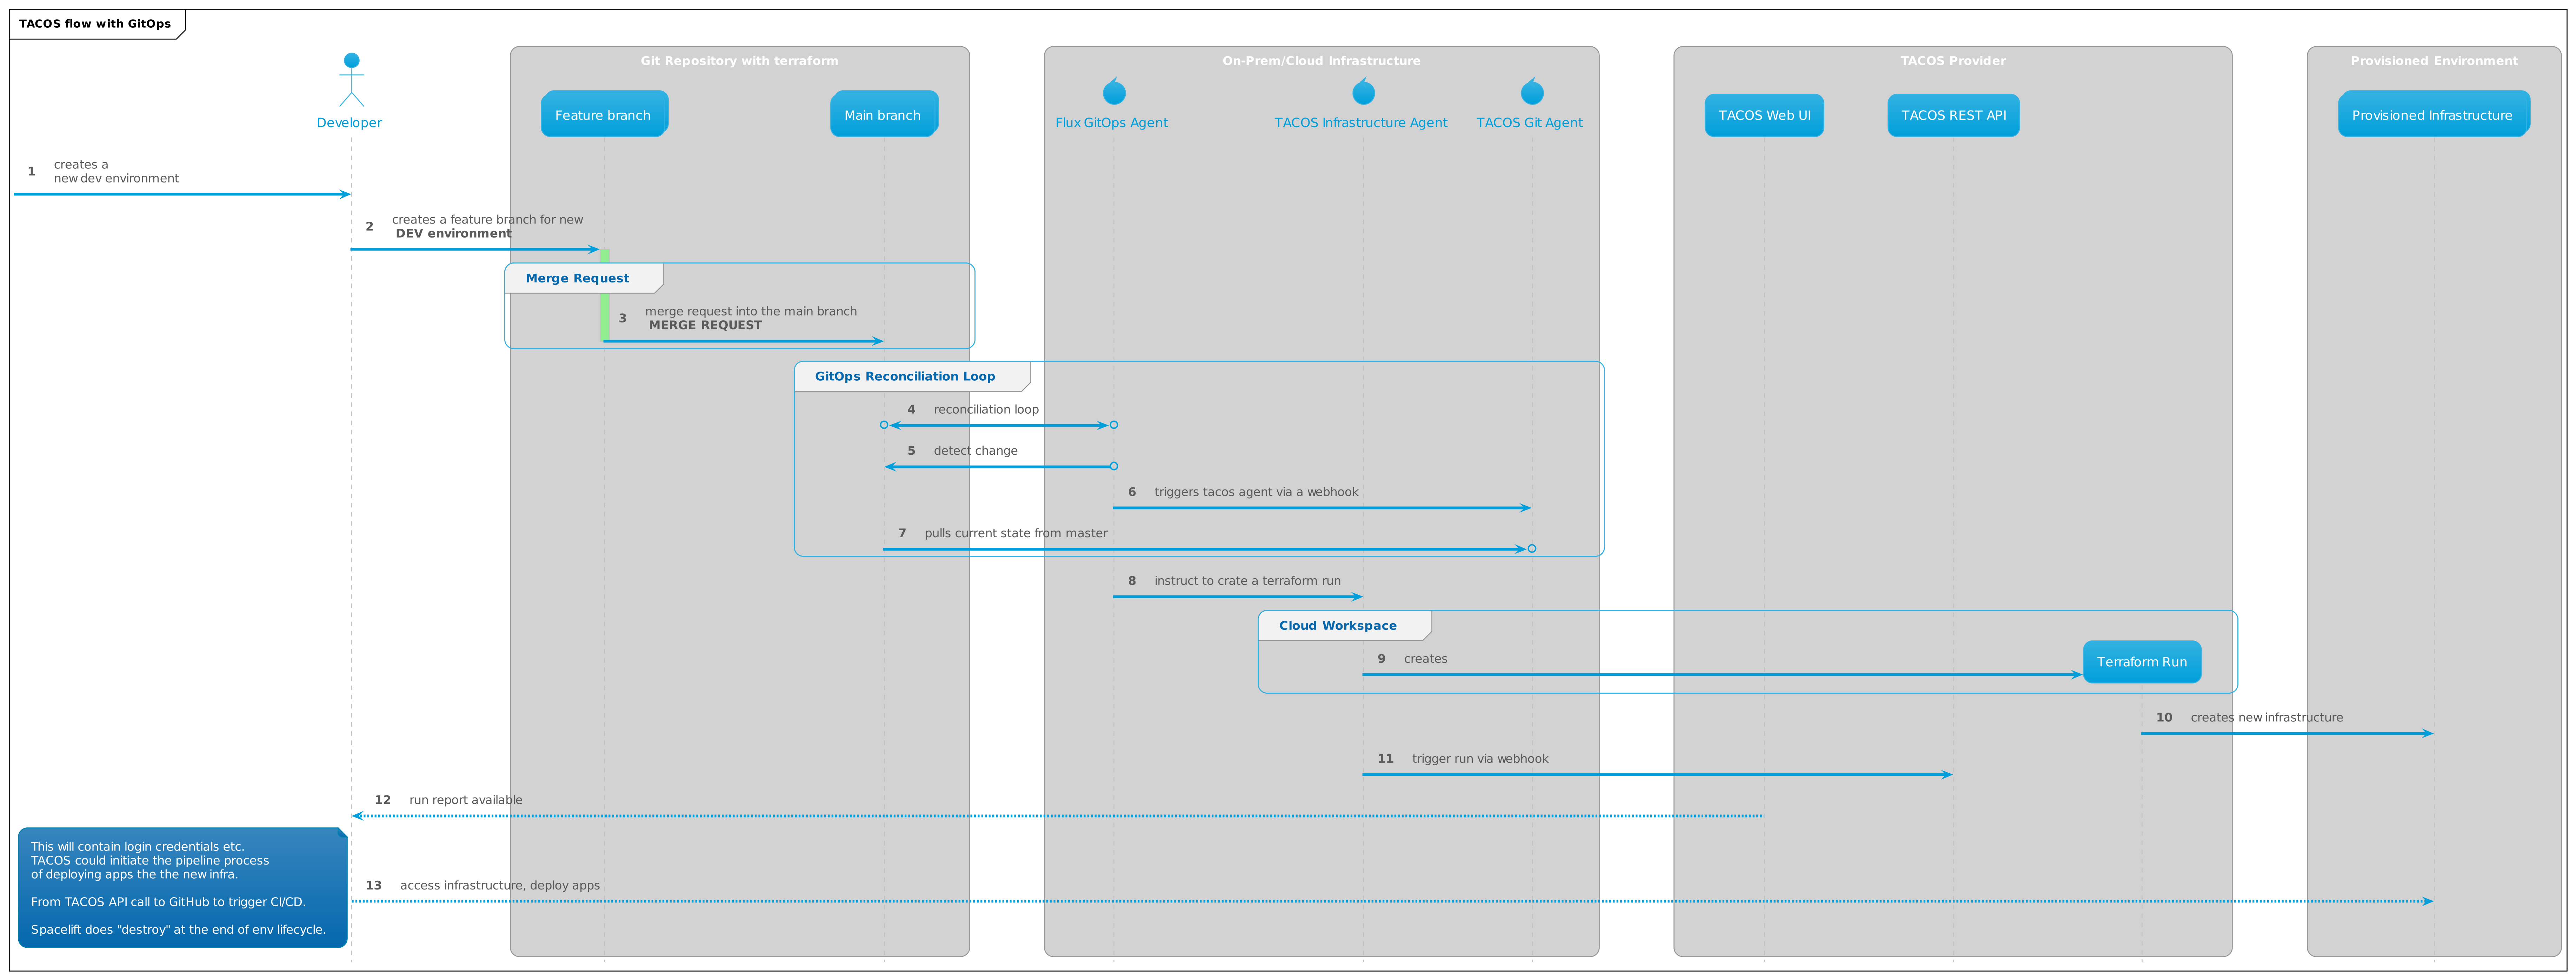 TACOS flow with GitOps
Git Repository with terraform
On-Prem/Cloud Infrastructure
TACOS Provider
Provisioned Environment
Developer
Feature branch
Main branch
Flux GitOps Agent
TACOS Infrastructure Agent
TACOS Git Agent
TACOS Web UI
TACOS REST API
Provisioned Infrastructure
1 creates a
new dev environment
2 creates a feature branch for new
DEV environment
Merge Request
3 merge request into the main branch
MERGE REQUEST
GitOps Reconciliation Loop
4 reconciliation loop
5 detect change
6 triggers tacos agent via a webhook
7 pulls current state from master
8 instruct to crate a terraform run
Cloud Workspace
9 creates
Terraform Run
10 creates new infrastructure
11 trigger run via webhook
12 run report available
This will contain login credentials etc.
TACOS could initiate the pipeline process
of deploying apps the the new infra.
From TACOS API call to GitHub to trigger CI/CD.
Spacelift does "destroy" at the end of env lifecycle.
13 access infrastructure, deploy apps